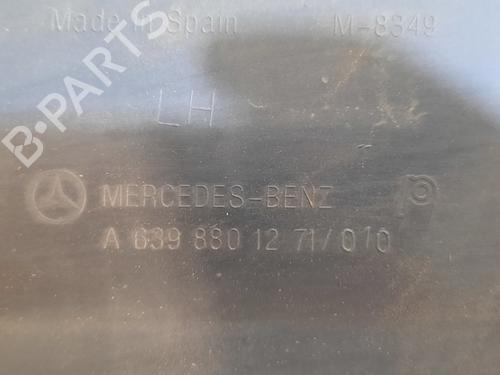 Made in Spain M-8349
B-PARTS
LH
MERCEDES-BENZ
A 639 880 12 71/010